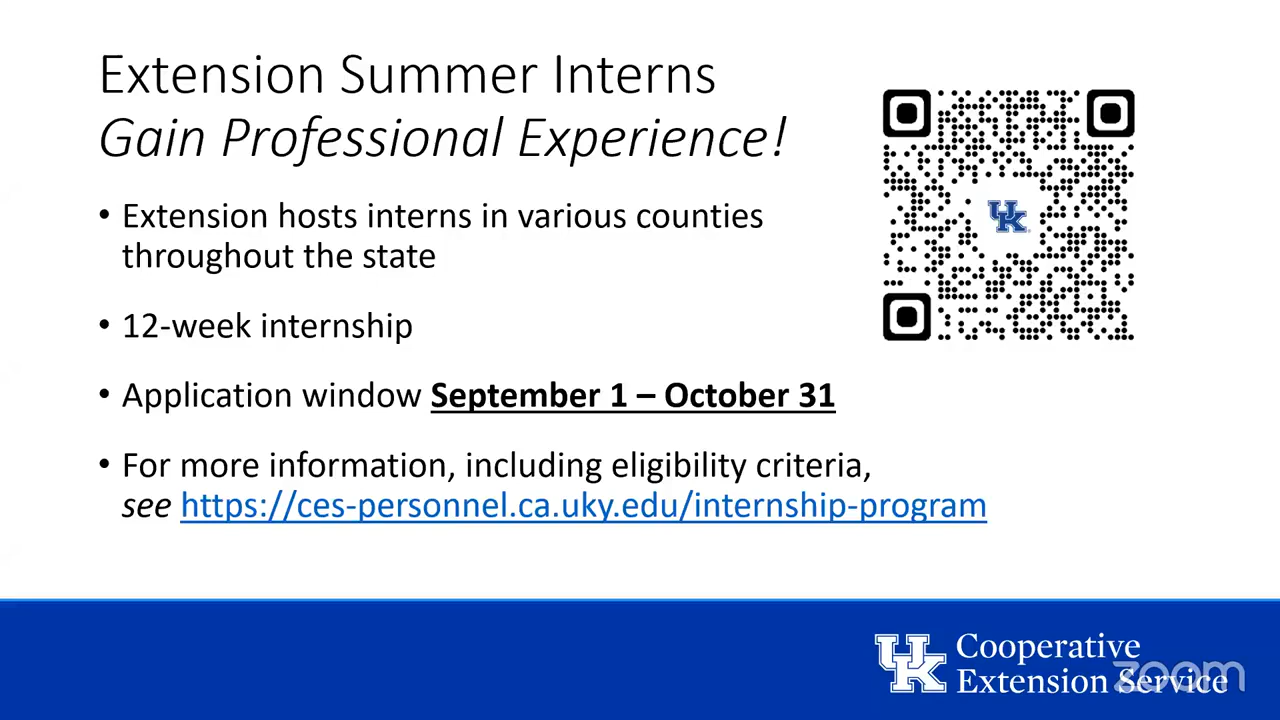 Extension Summer Interns
Gain Professional Experience!
• Extension hosts interns in various counties
throughout the state
• 12-week internship
• Application window September 1 – October 31
• For more information, including eligibility criteria,
see https://ces-personnel.ca.uky.edu/internship-program
UK
UK Cooperative
Extension Service
zoom